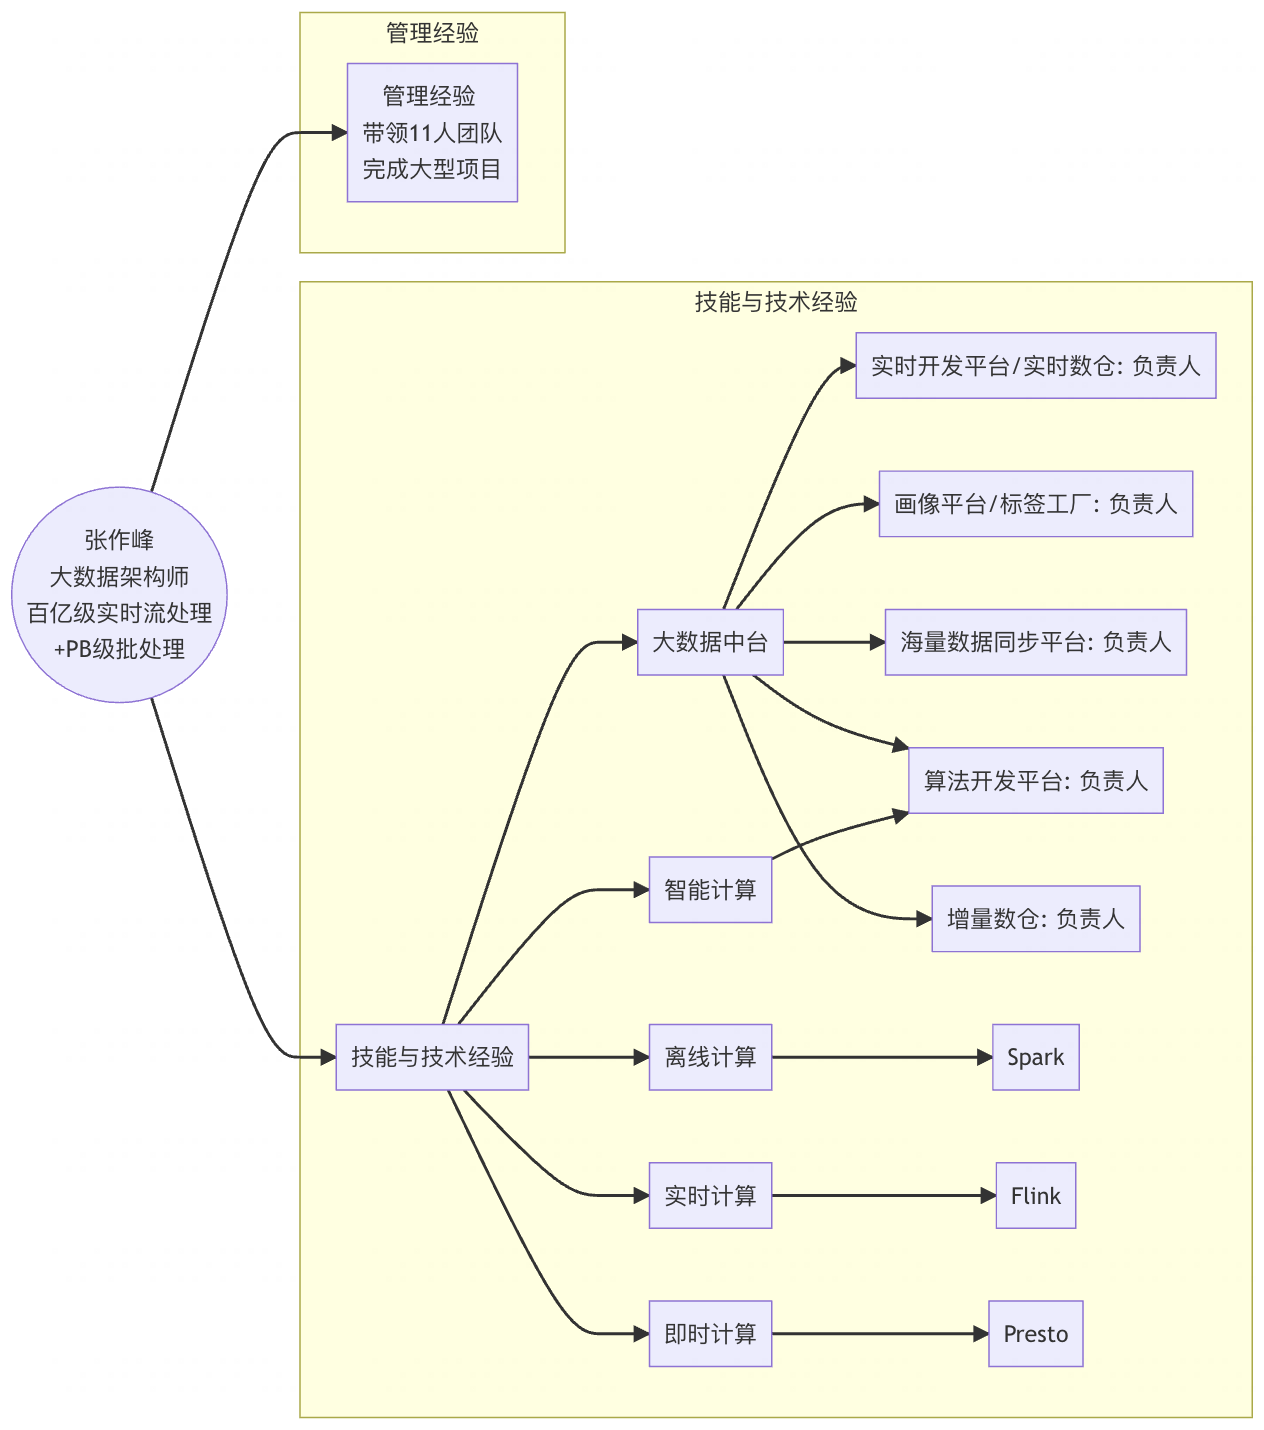 管理经验
管理经验
带领11人团队
完成大型项目
技能与技术经验
实时开发平台/实时数仓: 负责人
画像平台/标签工厂: 负责人
张作峰
大数据架构师
百亿级实时流处理
+PB级批处理
大数据中台
海量数据同步平台: 负责人
算法开发平台: 负责人
智能计算
增量数仓: 负责人
技能与技术经验
离线计算
Spark
实时计算
Flink
即时计算
Presto